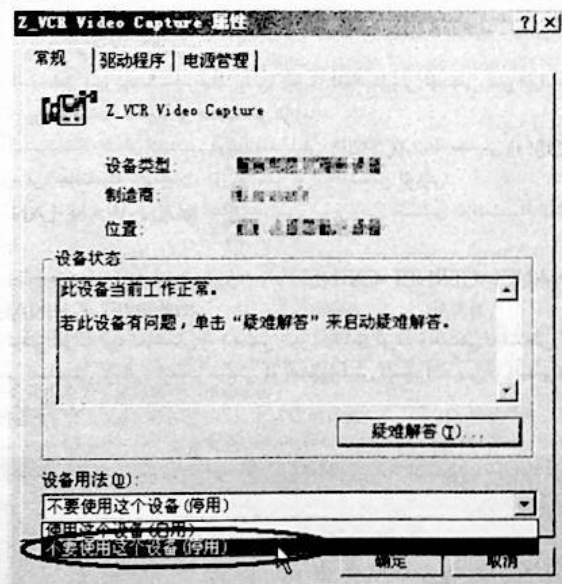 Z_VCR Video Capture 属性
常规 驱动程序 电源管理
Z_VCR Video Capture
设备类型:
制造商:
位置:
设备状态
此设备当前工作正常。
若此设备有问题,单击“疑难解答”来启动疑难解答。
疑难解答(I)...
设备用法(D):
不要使用这个设备(停用)
使用这个设备(启用)
不要使用这个设备(停用)
确定 取消